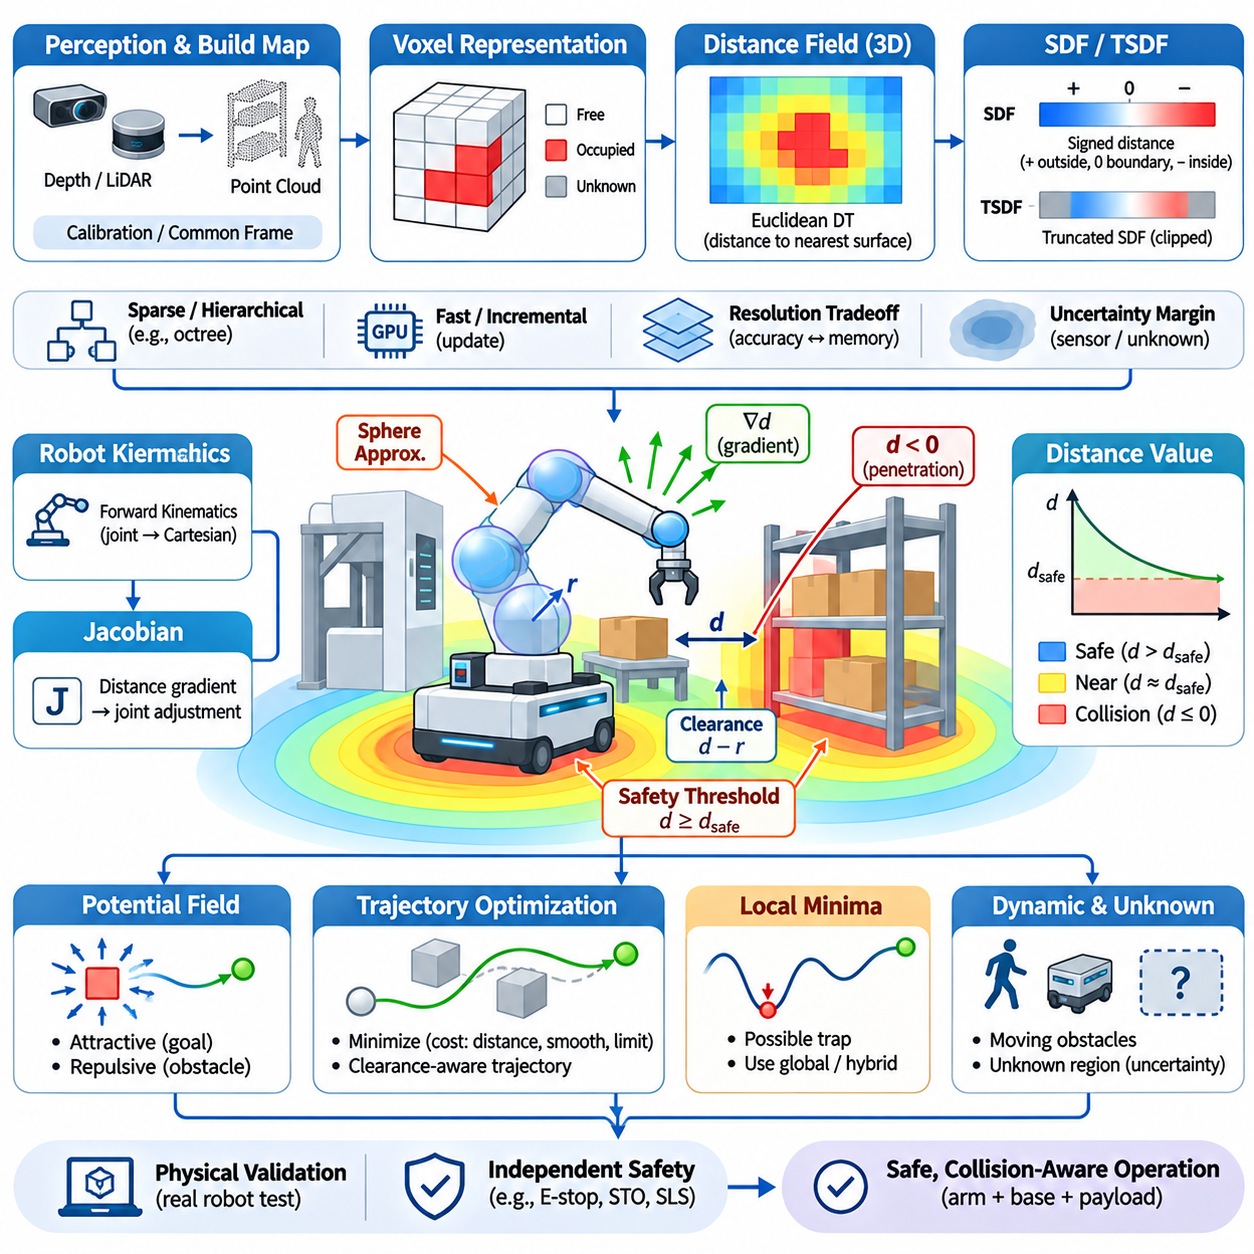 Perception & Build Map
Depth / LiDAR
Point Cloud
Calibration / Common Frame
Voxel Representation
Free
Occupied
Unknown
Distance Field (3D)
Euclidean DT
(distance to nearest surface)
SDF / TSDF
+ 0 −
SDF
Signed distance
(+ outside, 0 boundary, − inside)
TSDF
Truncated SDF (clipped)
Sparse / Hierarchical
(e.g., octree)
GPU
Fast / Incremental
(update)
Resolution Tradeoff
(accuracy ↔ memory)
Uncertainty Margin
(sensor / unknown)
Robot
Forward Kinematics
(joint → Cartesian)
Jacobian
J
Distance gradient
→ joint adjustment
Sphere
Approx.
∇d
(gradient)
d < 0
(penetration)
r
d
Clearance
d − r
Safety Threshold
d ≥ dsafe
Distance Value
d
dsafe
Safe (d > dsafe)
Near (d ≈ dsafe)
Collision (d ≤ 0)
Potential Field
• Attractive (goal)
• Repulsive (obstacle)
Trajectory Optimization
• Minimize (cost: distance, smooth, limit)
• Clearance-aware trajectory
Local Minima
• Possible trap
• Use global / hybrid
Dynamic & Unknown
?
• Moving obstacles
• Unknown region (uncertainty)
Physical Validation
(real robot test)
Independent Safety
(e.g., E-stop, STO, SLS)
Safe, Collision-Aware Operation
(arm + base + payload)